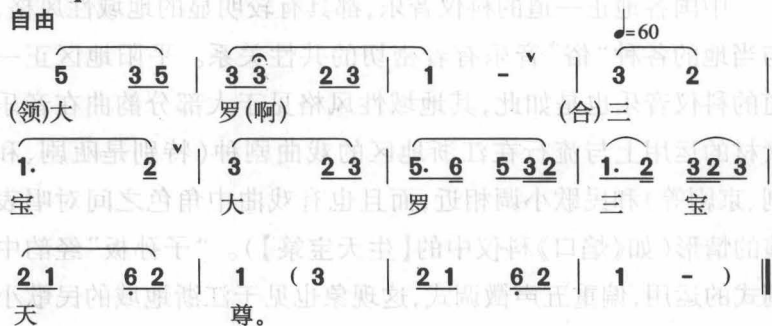 自由 ♩=60
5 3 5 | 3 3 2 3 | 1 - ᵛ | 3 2 |
(领)大 罗(啊) (合)三
1· 2 ᵛ | 3 2 3 | 5· 6 5 3 2 | 1· 2 3 2 3 |
宝 大 罗 三 宝
2 1 6 2 | 1 ( 3 | 2 1 6 2 | 1 - ) ‖
天 尊。